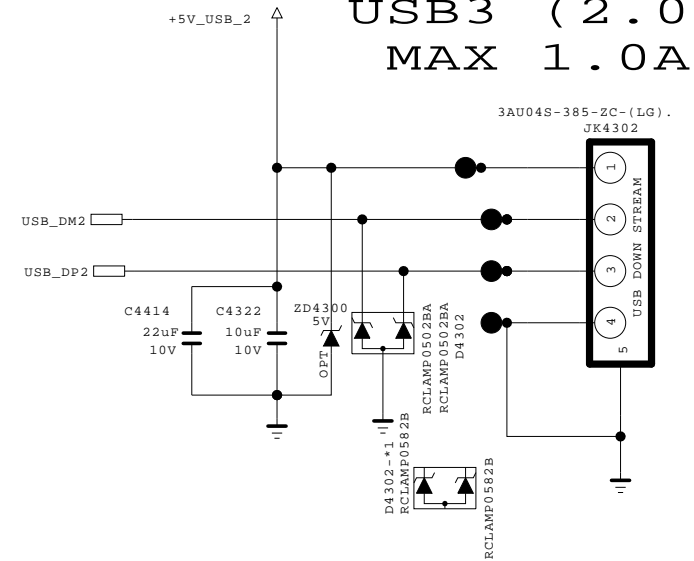 USB3 (2.0
MAX 1.0A
+5V_USB_2
3AU04S-385-ZC-(LG).
JK4302
1
2
3
4
5
USB DOWN STREAM
USB_DM2
USB_DP2
C4414
22uF
10V
C4322
10uF
10V
ZD4300
5V
OPT
RCLAMP0502BA
RCLAMP0502BA
D4302
D4302-*1
RCLAMP0582B
RCLAMP0582B